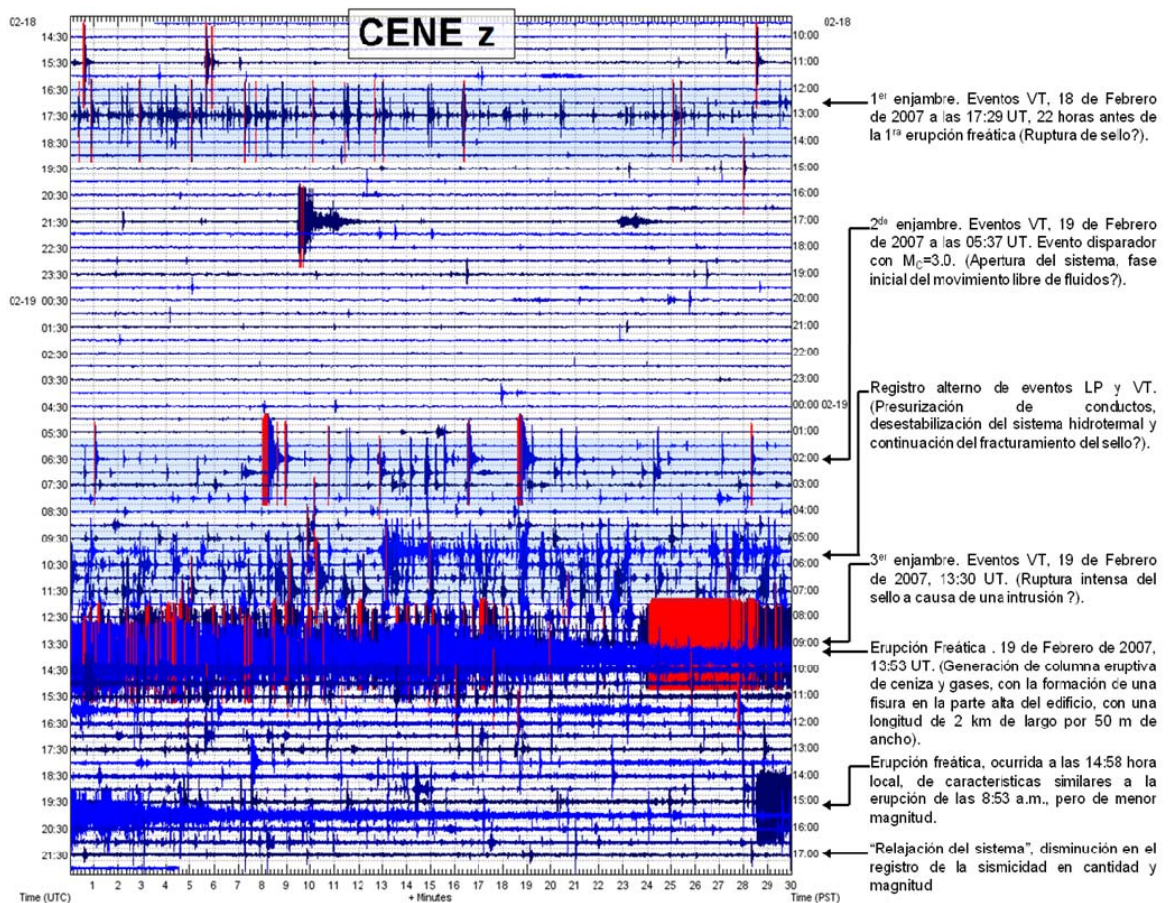 CENE z
02-18
14:30
15:30
16:30
17:30
18:30
19:30
20:30
21:30
22:30
23:30
02-19 00:30
01:30
02:30
03:30
04:30
05:30
06:30
07:30
08:30
09:30
10:30
11:30
12:30
13:30
14:30
15:30
16:30
17:30
18:30
19:30
20:30
21:30
02-18
10:00
11:00
12:00
13:00
14:00
15:00
16:00
17:00
18:00
19:00
20:00
21:00
22:00
23:00
00:00 02-19
01:00
02:00
03:00
04:00
05:00
06:00
07:00
08:00
09:00
10:00
11:00
12:00
13:00
14:00
15:00
16:00
17:00
1 2 3 4 5 6 7 8 9 10 11 12 13 14 15 16 17 18 19 20 21 22 23 24 25 26 27 28 29 30
Time (UTC)
+ Minutes
Time (PST)
1er enjambre. Eventos VT, 18 de Febrero
de 2007 a las 17:29 UT, 22 horas antes de
la 1ra erupción freática (Ruptura de sello?).
2do enjambre. Eventos VT, 19 de Febrero
de 2007 a las 05:37 UT. Evento disparador
con MC=3.0. (Apertura del sistema, fase
inicial del movimiento libre de fluidos?).
Registro alterno de eventos LP y VT.
(Presurización de conductos,
desestabilización del sistema hidrotermal y
continuación del fracturamiento del sello?).
3er enjambre. Eventos VT, 19 de Febrero
de 2007, 13:30 UT. (Ruptura intensa del
sello a causa de una intrusión ?).
Erupción Freática . 19 de Febrero de 2007,
13:53 UT. (Generación de columna eruptiva
de ceniza y gases, con la formación de una
fisura en la parte alta del edificio, con una
longitud de 2 km de largo por 50 m de
ancho).
Erupción freática, ocurrida a las 14:58 hora
local, de características similares a la
erupción de las 8:53 a.m., pero de menor
magnitud.
"Relajación del sistema", disminución en el
registro de la sismicidad en cantidad y
magnitud